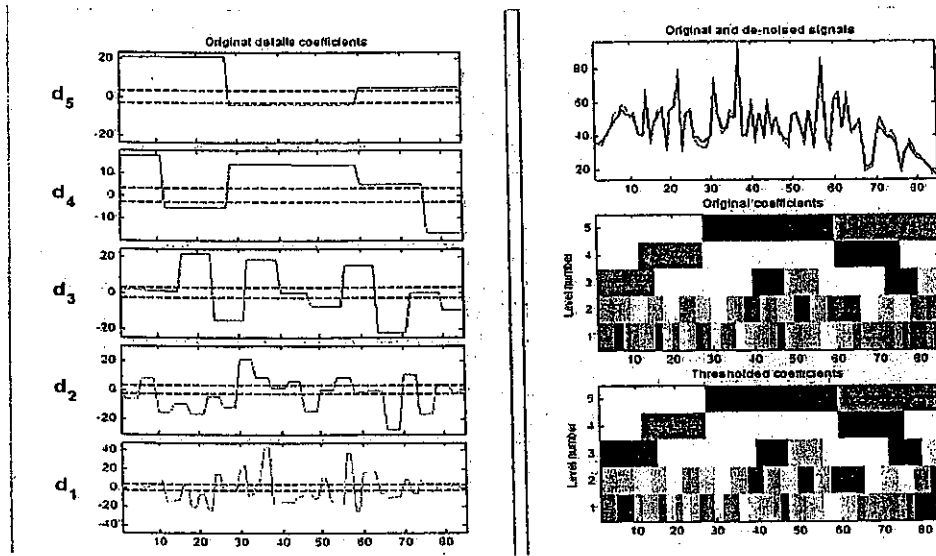 Original details coefficients
d5
20
0
-20
d4
10
0
-10
d3
20
0
-20
d2
20
0
-20
d1
40
20
0
-20
-40
10 20 30 40 50 60 70 80
Original and de-noised signals
80
60
40
20
10 20 30 40 50 60 70 80
Original coefficients
Level number
5
4
3
2
1
10 20 30 40 50 60 70 80
Thresholded coefficients
Level number
5
4
3
2
1
10 20 30 40 50 60 70 80